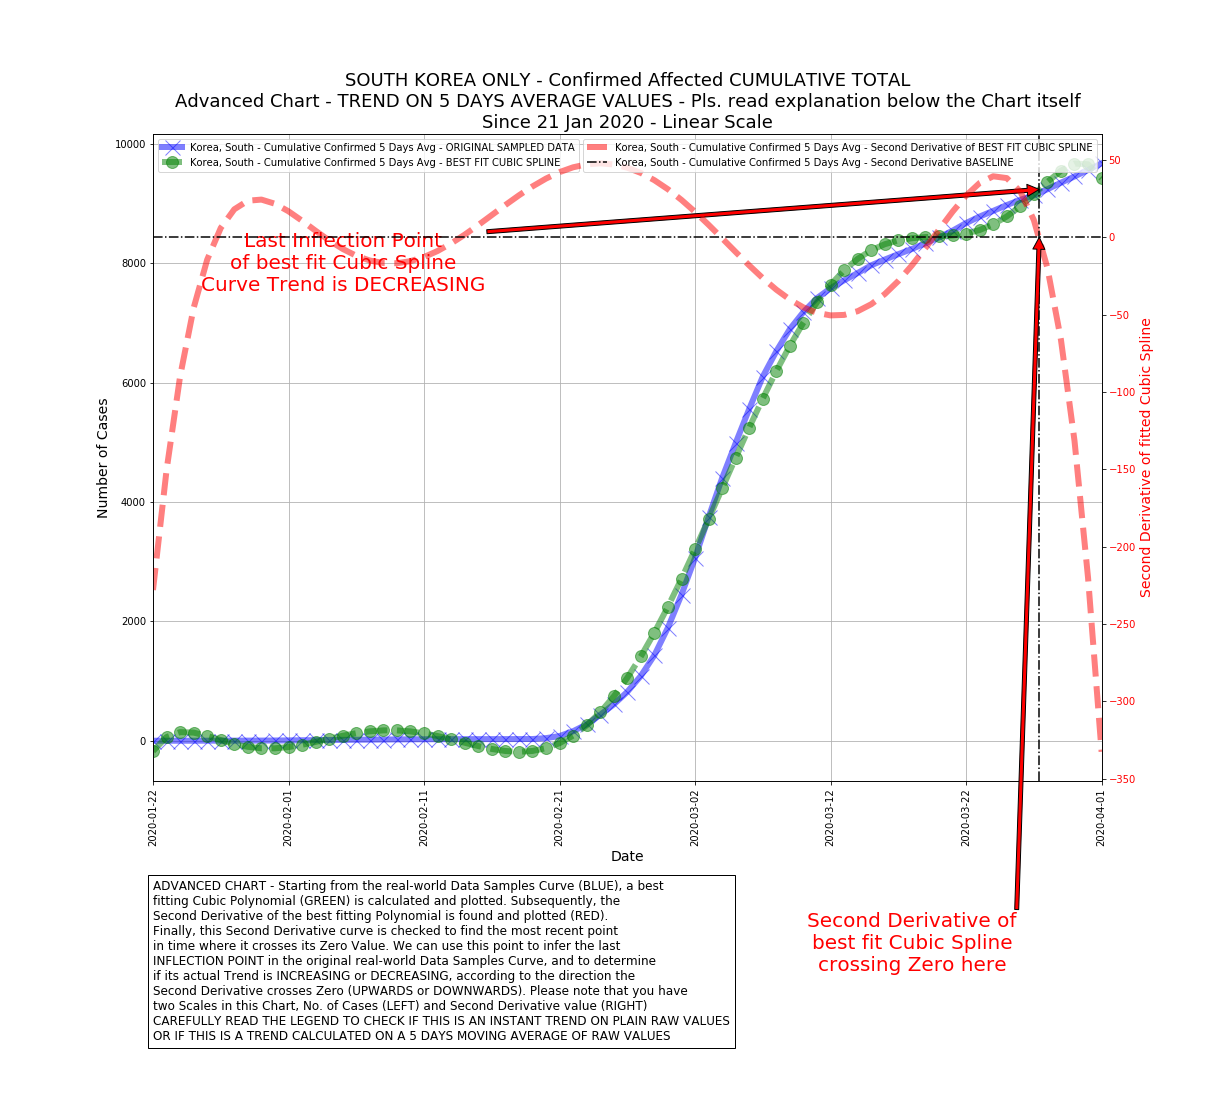 SOUTH KOREA ONLY - Confirmed Affected CUMULATIVE TOTAL
Advanced Chart - TREND ON 5 DAYS AVERAGE VALUES - Pls. read explanation below the Chart itself
Since 21 Jan 2020 - Linear Scale
Korea, South - Cumulative Confirmed 5 Days Avg - ORIGINAL SAMPLED DATA
Korea, South - Cumulative Confirmed 5 Days Avg - BEST FIT CUBIC SPLINE
Korea, South - Cumulative Confirmed 5 Days Avg - Second Derivative of BEST FIT CUBIC SPLINE
Korea, South - Cumulative Confirmed 5 Days Avg - Second Derivative BASELINE
Last Inflection Point
of best fit Cubic Spline
Curve Trend is DECREASING
Number of Cases
10000
8000
6000
4000
2000
0
50
0
−50
−100
−150
−200
−250
−300
−350
Second Derivative of fitted Cubic Spline
2020-01-22
2020-02-01
2020-02-11
2020-02-21
2020-03-02
2020-03-12
2020-03-22
2020-04-01
Date
Second Derivative of
best fit Cubic Spline
crossing Zero here
ADVANCED CHART - Starting from the real-world Data Samples Curve (BLUE), a best
fitting Cubic Polynomial (GREEN) is calculated and plotted. Subsequently, the
Second Derivative of the best fitting Polynomial is found and plotted (RED).
Finally, this Second Derivative curve is checked to find the most recent point
in time where it crosses its Zero Value. We can use this point to infer the last
INFLECTION POINT in the original real-world Data Samples Curve, and to determine
if its actual Trend is INCREASING or DECREASING, according to the direction the
Second Derivative crosses Zero (UPWARDS or DOWNWARDS). Please note that you have
two Scales in this Chart, No. of Cases (LEFT) and Second Derivative value (RIGHT)
CAREFULLY READ THE LEGEND TO CHECK IF THIS IS AN INSTANT TREND ON PLAIN RAW VALUES
OR IF THIS IS A TREND CALCULATED ON A 5 DAYS MOVING AVERAGE OF RAW VALUES